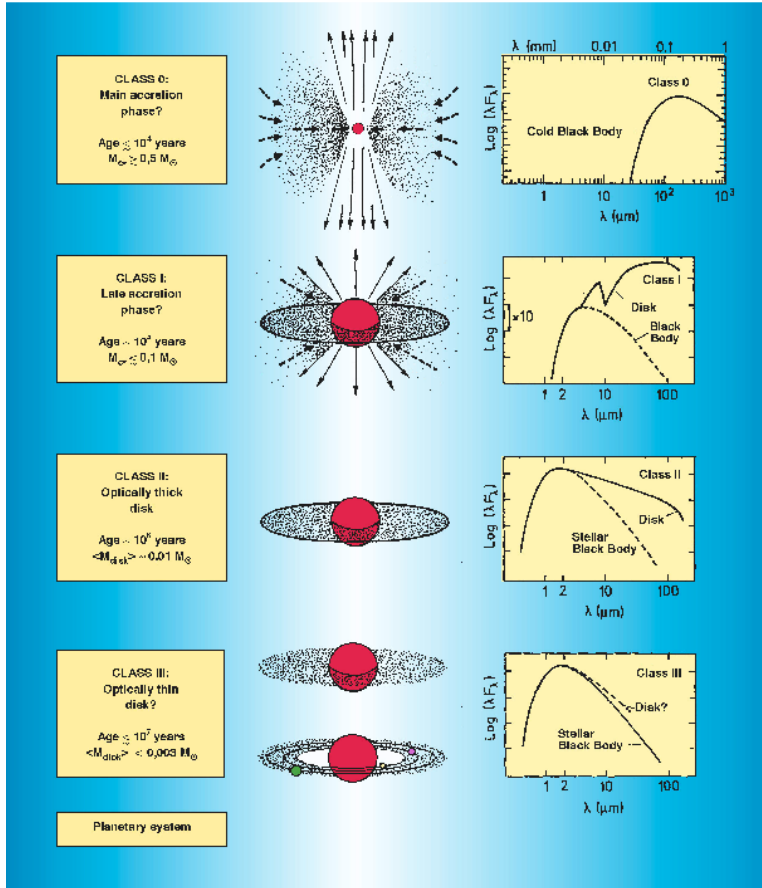 CLASS 0:
Main accretion
phase?
Age ≲ 10⁴ years
≳ 0,5 M☉
λ (mm) 0.01 0.1 1
Class 0
Cold Black Body
Log (λFλ)
1 10² 10³
λ (μm)
CLASS I:
Late accretion
phase?
Age ~ years
≲ 0,1 M☉
Class I
Disk
×10
Black
Body
Log (λFλ)
1 2 10 100
λ (μm)
CLASS II:
Optically thick
disk
Age ~ years
<Mdisk> ~ 0.01 M☉
Class II
Disk
Stellar
Black Body
Log (λFλ)
1 2 10 100
λ (μm)
CLASS III:
Optically thin
disk?
Age ≲ 10⁷ years
<Mdisk> < 0,003 M☉
Class III
Disk?
Stellar
Black Body
Log (λFλ)
1 2 10 100
λ (μm)
Planetary system